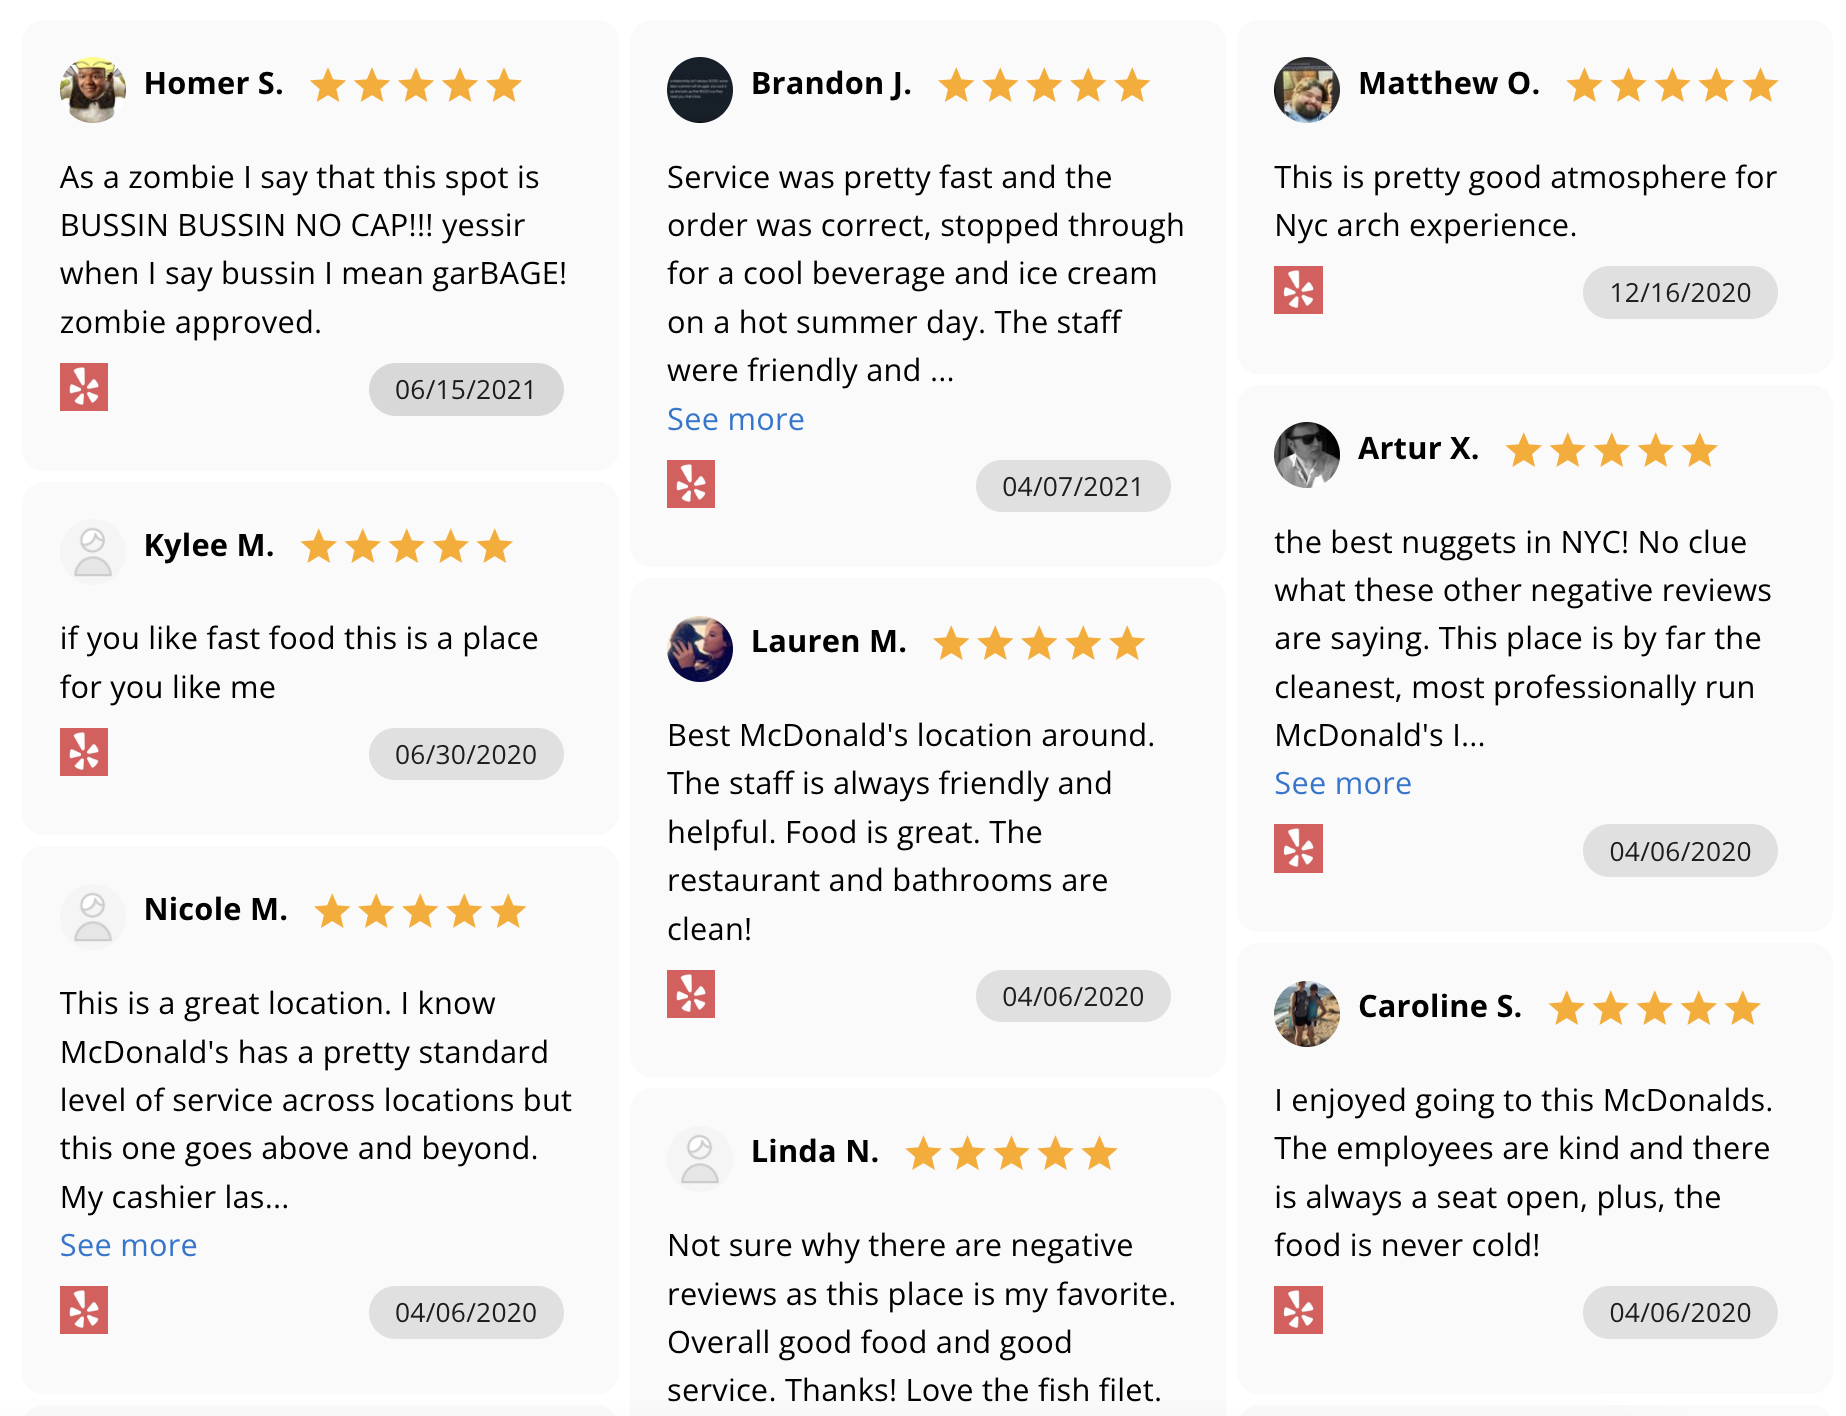 Homer S.
As a zombie I say that this spot is
BUSSIN BUSSIN NO CAP!!! yessir
when I say bussin I mean garBAGE!
zombie approved.
06/15/2021
Kylee M.
if you like fast food this is a place
for you like me
06/30/2020
Nicole M.
This is a great location. I know
McDonald's has a pretty standard
level of service across locations but
this one goes above and beyond.
My cashier las...
See more
04/06/2020
Brandon J.
Service was pretty fast and the
order was correct, stopped through
for a cool beverage and ice cream
on a hot summer day. The staff
were friendly and ...
See more
04/07/2021
Lauren M.
Best McDonald's location around.
The staff is always friendly and
helpful. Food is great. The
restaurant and bathrooms are
clean!
04/06/2020
Linda N.
Not sure why there are negative
reviews as this place is my favorite.
Overall good food and good
service. Thanks! Love the fish filet.
Matthew O.
This is pretty good atmosphere for
Nyc arch experience.
12/16/2020
Artur X.
the best nuggets in NYC! No clue
what these other negative reviews
are saying. This place is by far the
cleanest, most professionally run
McDonald's I...
See more
04/06/2020
Caroline S.
I enjoyed going to this McDonalds.
The employees are kind and there
is always a seat open, plus, the
food is never cold!
04/06/2020